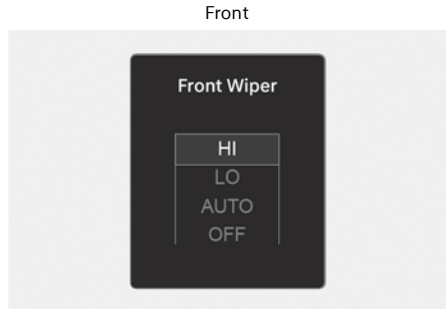 Front
Front Wiper
HI
LO
AUTO
OFF